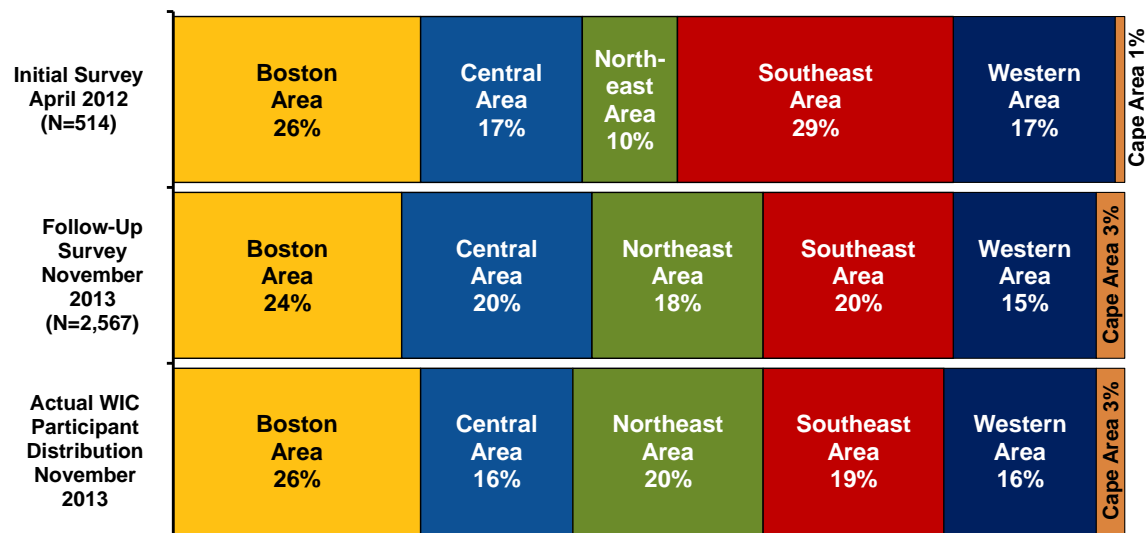 Initial Survey
April 2012
(N=514)
Boston
Area
26%
Central
Area
17%
North-
east
Area
10%
Southeast
Area
29%
Western
Area
17%
Cape Area 1%
Follow-Up
Survey
November
2013
(N=2,567)
Boston
Area
24%
Central
Area
20%
Northeast
Area
18%
Southeast
Area
20%
Western
Area
15%
Cape Area 3%
Actual WIC
Participant
Distribution
November
2013
Boston
Area
26%
Central
Area
16%
Northeast
Area
20%
Southeast
Area
19%
Western
Area
16%
Cape Area 3%